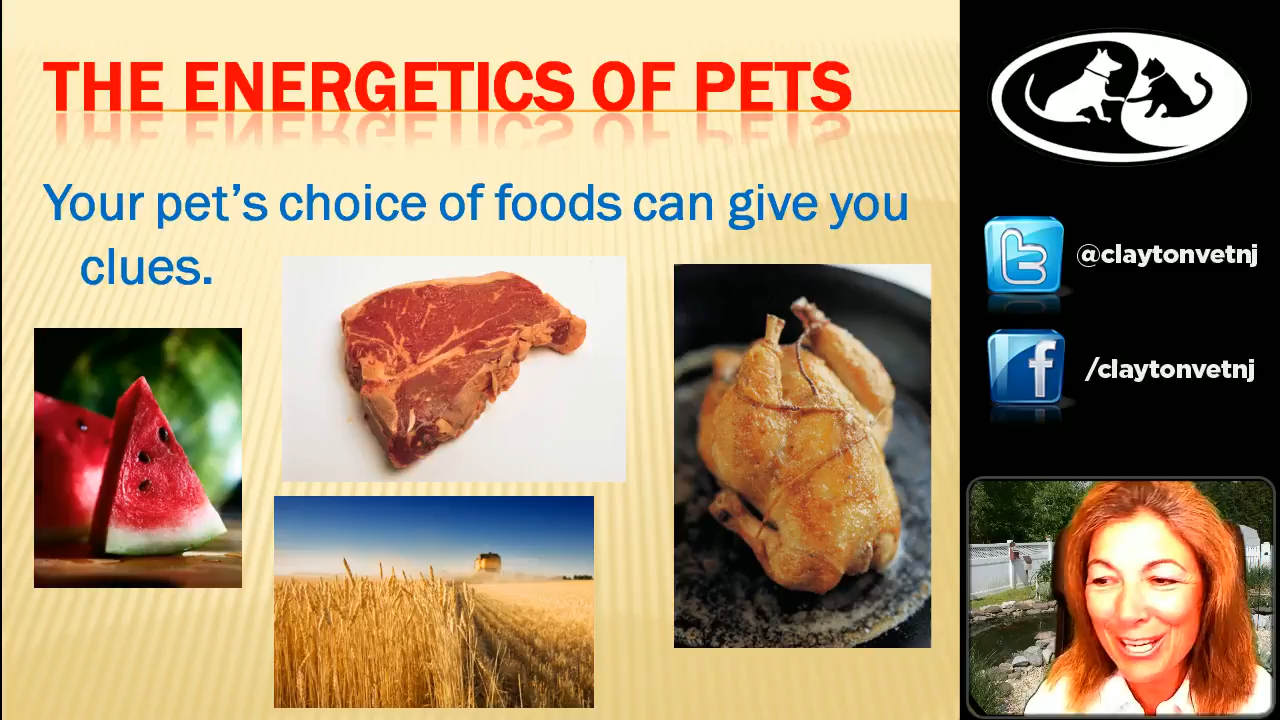 THE ENERGETICS OF PETS
Your pet’s choice of foods can give you
clues.
@claytonvetnj
/claytonvetnj